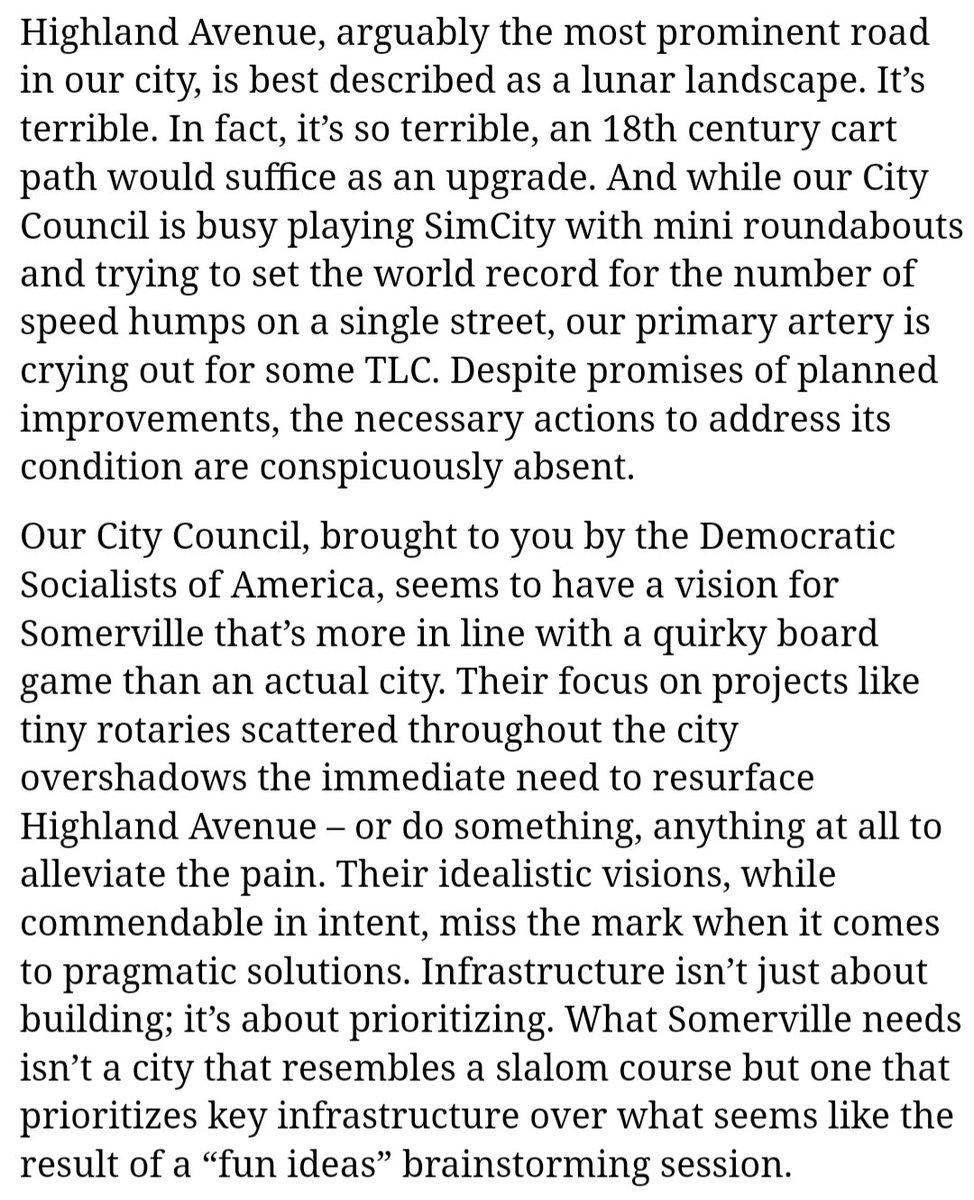 Highland Avenue, arguably the most prominent road
in our city, is best described as a lunar landscape. It’s
terrible. In fact, it’s so terrible, an 18th century cart
path would suffice as an upgrade. And while our City
Council is busy playing SimCity with mini roundabouts
and trying to set the world record for the number of
speed humps on a single street, our primary artery is
crying out for some TLC. Despite promises of planned
improvements, the necessary actions to address its
condition are conspicuously absent.
Our City Council, brought to you by the Democratic
Socialists of America, seems to have a vision for
Somerville that’s more in line with a quirky board
game than an actual city. Their focus on projects like
tiny rotaries scattered throughout the city
overshadows the immediate need to resurface
Highland Avenue – or do something, anything at all to
alleviate the pain. Their idealistic visions, while
commendable in intent, miss the mark when it comes
to pragmatic solutions. Infrastructure isn’t just about
building; it’s about prioritizing. What Somerville needs
isn’t a city that resembles a slalom course but one that
prioritizes key infrastructure over what seems like the
result of a “fun ideas” brainstorming session.